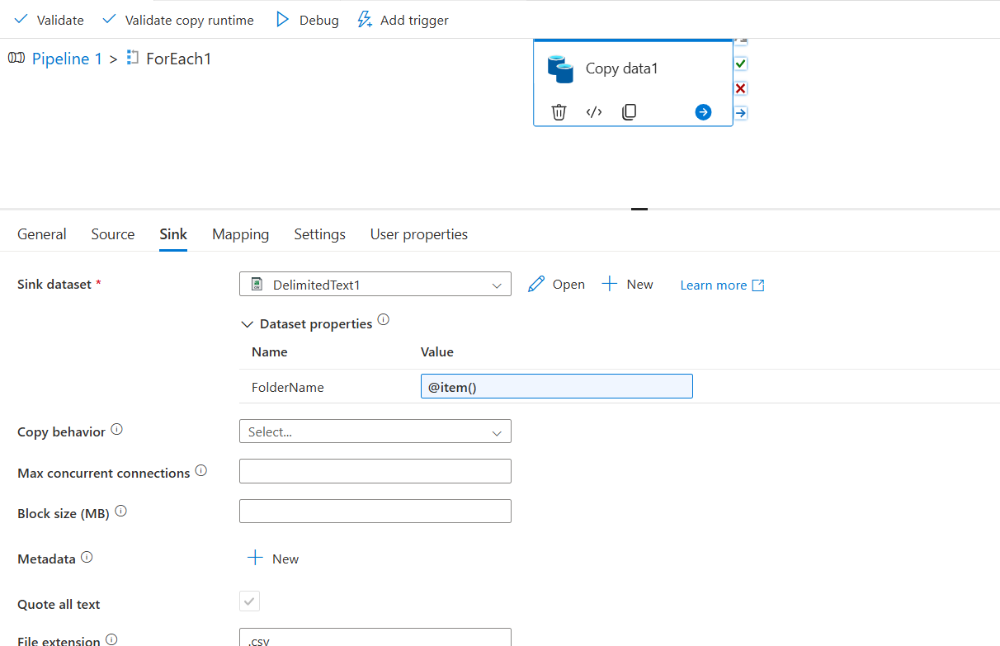 Validate Validate copy runtime Debug Add trigger
Pipeline 1 > ForEach1
Copy data1
General Source Sink Mapping Settings User properties
Sink dataset * DelimitedText1 Open New Learn more
Dataset properties
Name Value
FolderName @item()
Copy behavior Select...
Max concurrent connections
Block size (MB)
Metadata New
Quote all text
File extension .csv